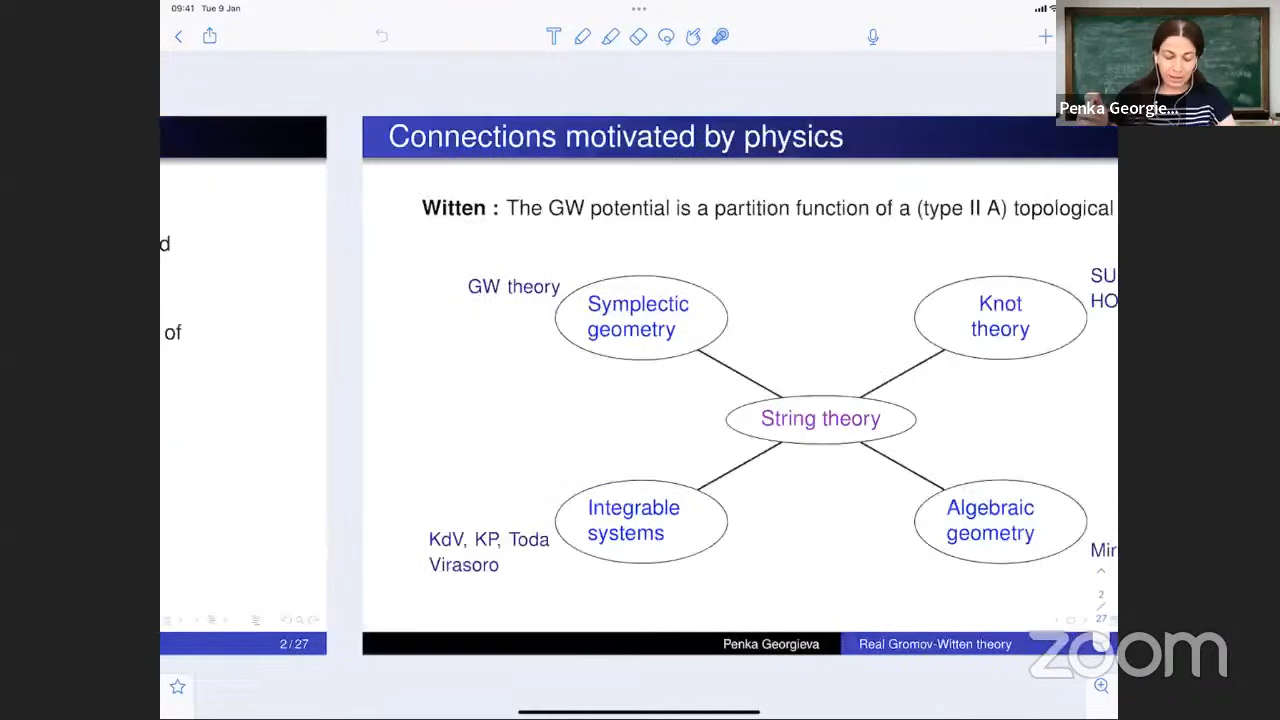 09:41 Tue 9 Jan
Penka Georgie...
Connections motivated by physics
d
of
2/27
Witten : The GW potential is a partition function of a (type II A) topological
GW theory
Symplectic
geometry
Knot
theory
SU
HO
String theory
Integrable
systems
Algebraic
geometry
KdV, KP, Toda
Virasoro
Mir
2
/
27
Penka Georgieva
Real Gromov-Witten theory
zoom